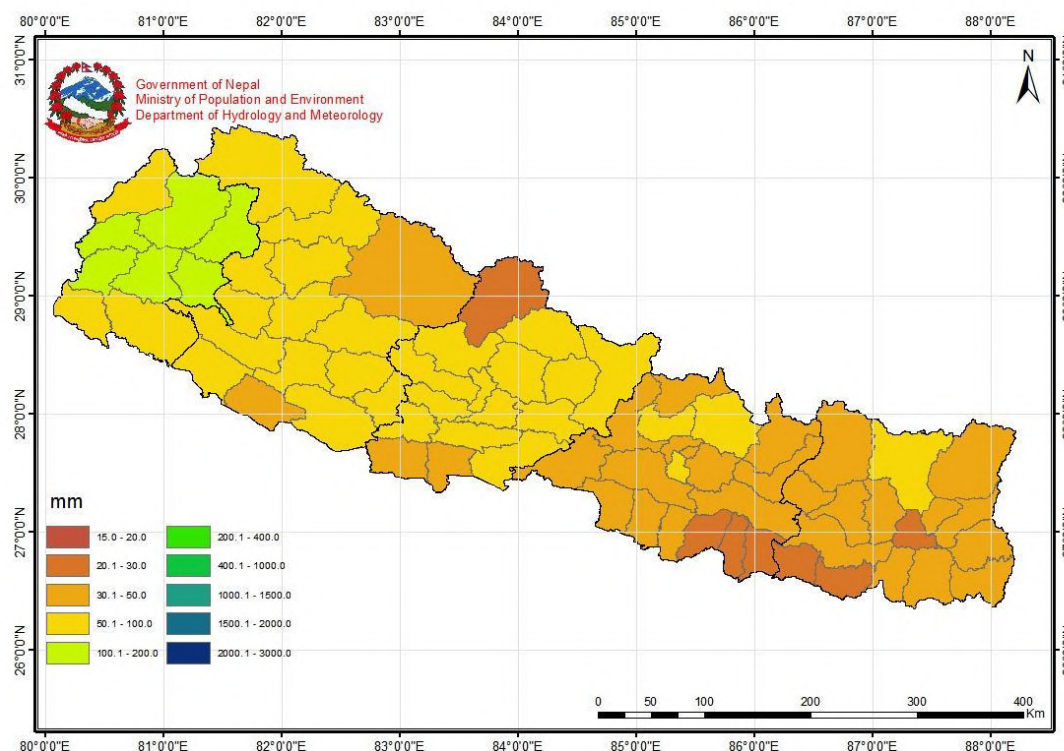 80°0'0"E 81°0'0"E 82°0'0"E 83°0'0"E 84°0'0"E 85°0'0"E 86°0'0"E 87°0'0"E 88°0'0"E
Government of Nepal
Ministry of Population and Environment
Department of Hydrology and Meteorology
N
31°0'0"N
30°0'0"N
29°0'0"N
28°0'0"N
27°0'0"N
26°0'0"N
mm
15.0 - 20.0 200.1 - 400.0
20.1 - 30.0 400.1 - 1000.0
30.1 - 50.0 1000.1 - 1500.0
50.1 - 100.0 1500.1 - 2000.0
100.1 - 200.0 2000.1 - 3000.0
0 50 100 200 300 400
Km
80°0'0"E 81°0'0"E 82°0'0"E 83°0'0"E 84°0'0"E 85°0'0"E 86°0'0"E 87°0'0"E 88°0'0"E